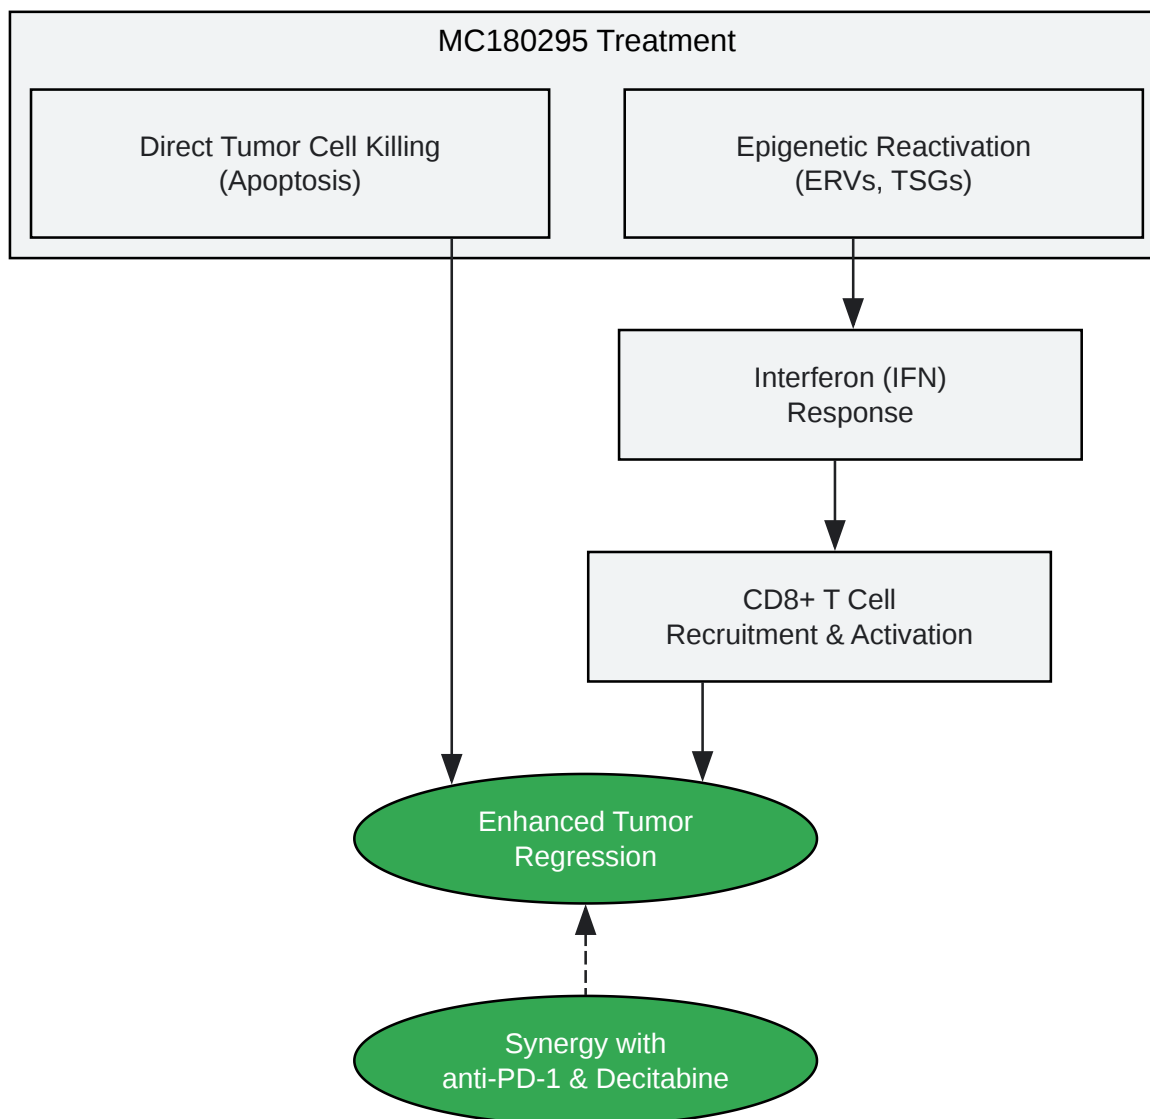 MC180295 Treatment
Direct Tumor Cell Killing
(Apoptosis)
Epigenetic Reactivation
(ERVs, TSGs)
Interferon (IFN)
Response
CD8+ T Cell
Recruitment & Activation
Enhanced Tumor
Regression
Synergy with
anti-PD-1 & Decitabine